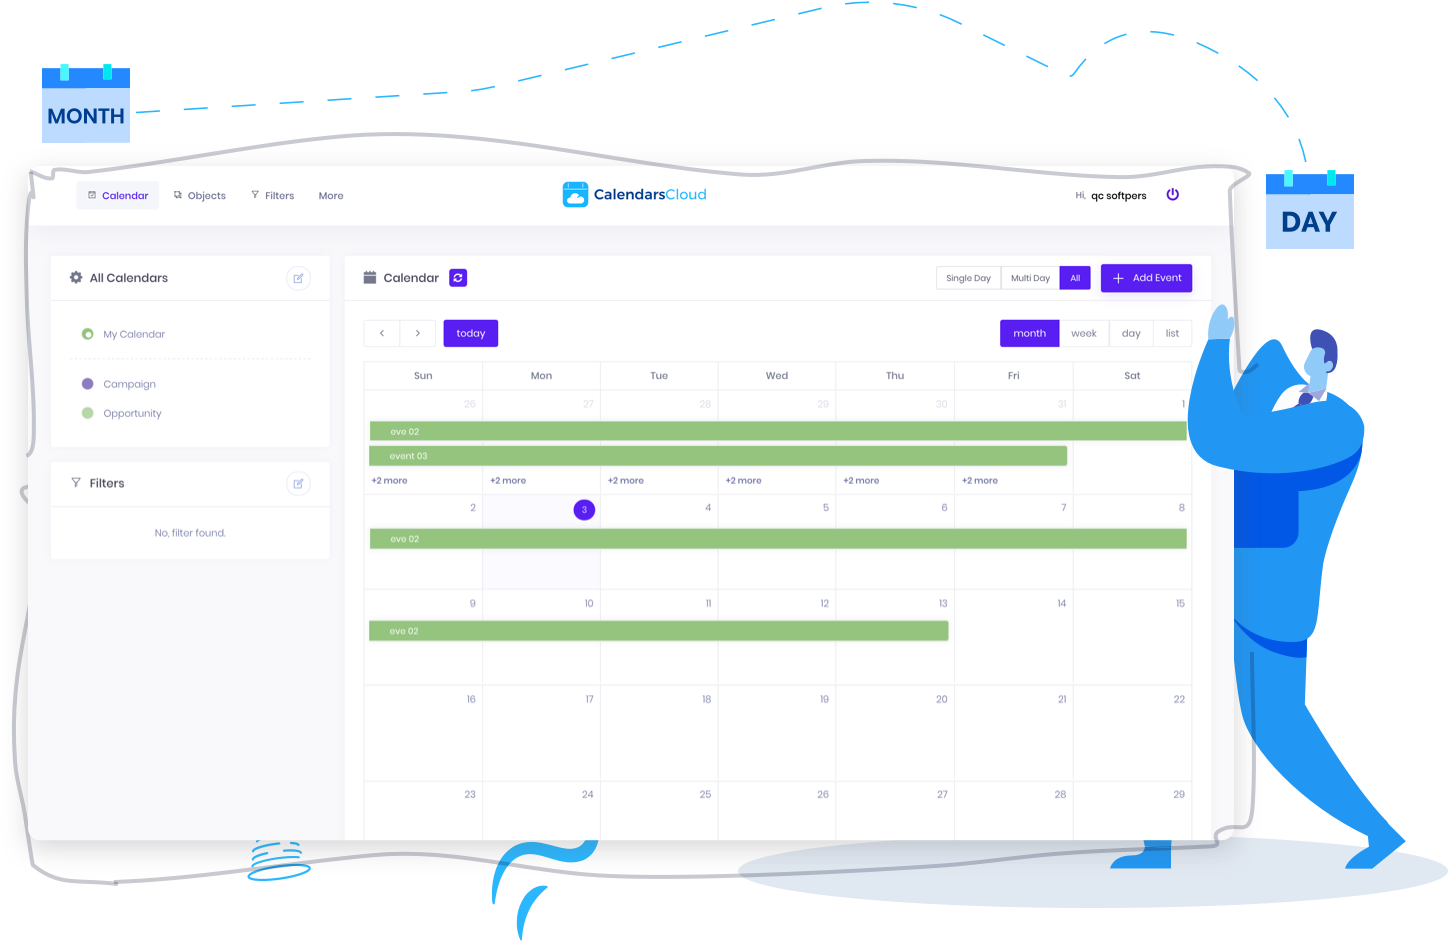 MONTH
DAY
Calendar Objects Filters More
CalendarsCloud
Hi, qc softpers
All Calendars
My Calendar
Campaign
Opportunity
Filters
No, filter found.
Calendar
Single Day Multi Day All
+ Add Event
< > today
month week day list
Sun Mon Tue Wed Thu Fri Sat
26 27 28 29 30 31 1
eve 02
event 03
+2 more +2 more +2 more +2 more +2 more +2 more
2 3 4 5 6 7 8
eve 02
9 10 11 12 13 14 15
eve 02
16 17 18 19 20 21 22
23 24 25 26 27 28 29